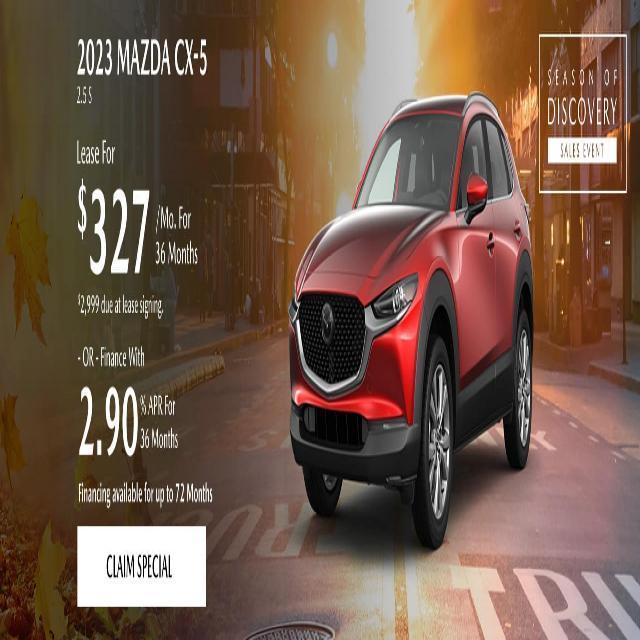 2023 MAZDA CX-5
2.5 S
Lease For
$327 /Mo. For
36 Months
$2,999 due at lease signing.
- OR - Finance With
2.90 % APR For
36 Months
Financing available for up to 72 Months
CLAIM SPECIAL
SEASON OF
DISCOVERY
SALES EVENT
TRU